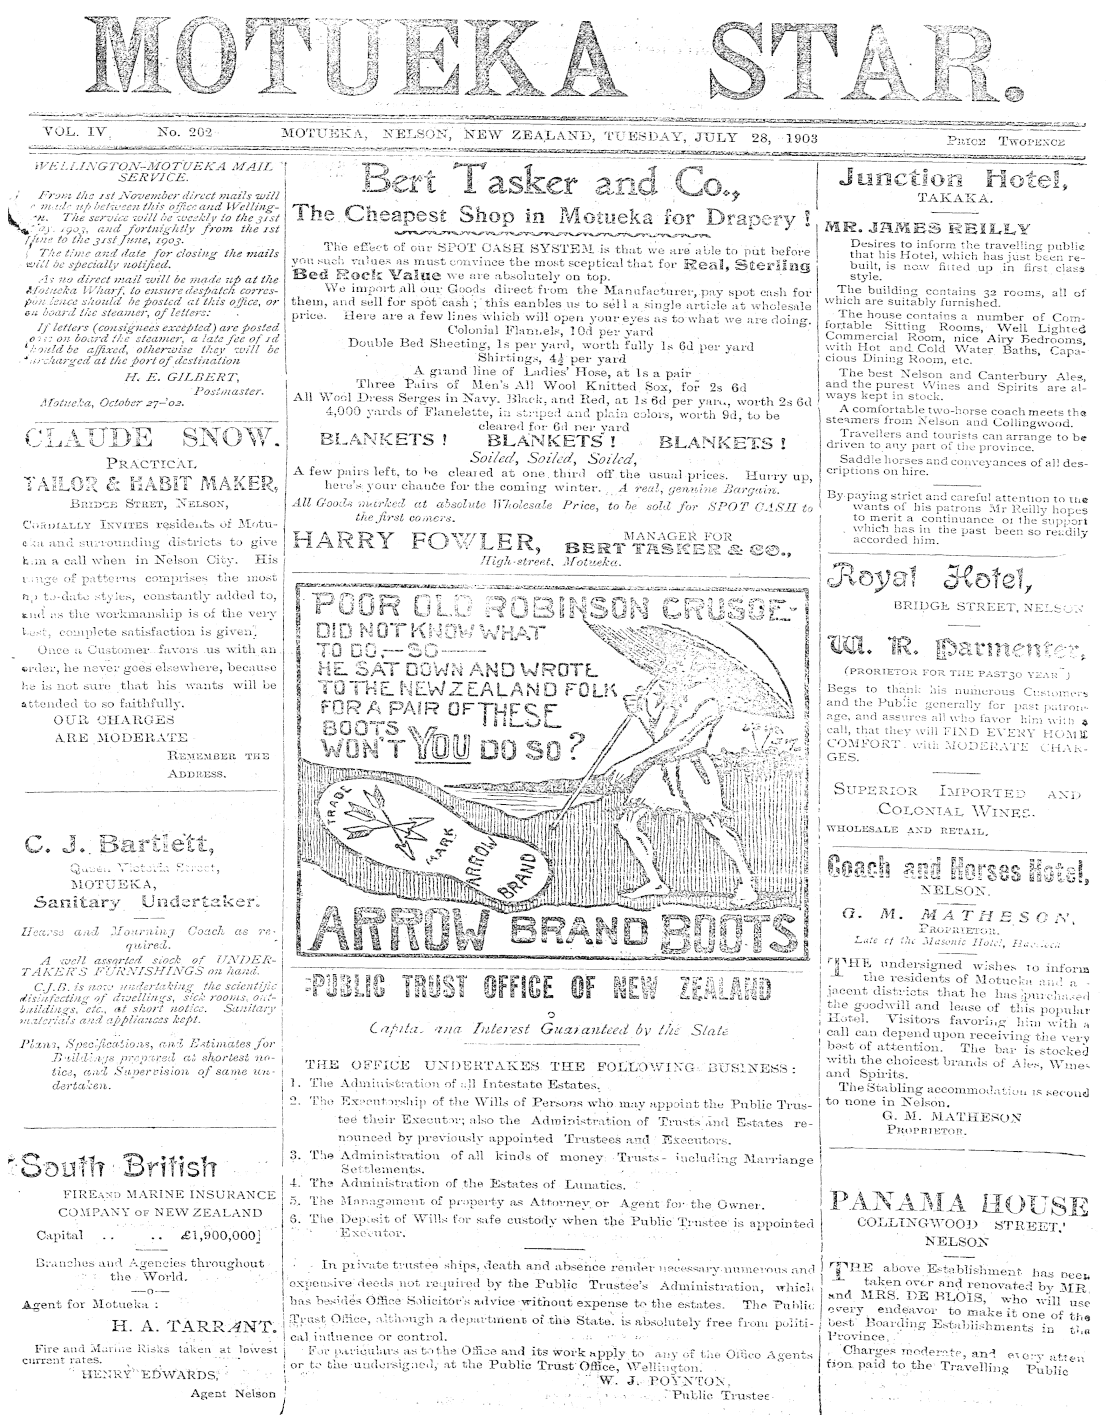 MOTUEKA STAR.
VOL. IV. No. 202 MOTUEKA, NELSON, NEW ZEALAND, TUESDAY, JULY 28, 1903 PRICE TWOPENCE
WELLINGTON-MOTUEKA MAIL
SERVICE.
From the 1st November direct mails will
made up between this office and Welling-
n. The service will be weekly to the 31st
1903, and fortnightly from the 1st
June to the 31st June, 1903.
The time and date for closing the mails
will be specially notified.
As no direct mail will be made up at the
Motueka Wharf, to ensure despatch corres-
pon lence should be posted at this office, or
on board the steamer, of letters:
If letters (consignees excepted) are posted
on board the steamer, a late fee of 1d
should be affixed, otherwise they will be
surcharged at the port of destination
H. E. GILBERT,
Postmaster.
Motueka, October 27-'02.
CLAUDE SNOW.
PRACTICAL
TAILOR & HABIT MAKER,
BRIDGE STRET, NELSON,
CORDIALLY INVITES residents of Motu-
eka and surrounding districts to give
him a call when in Nelson City. His
range of patterns comprises the most
up to-date styles, constantly added to,
and as the workmanship is of the very
best, complete satisfaction is given.
Once a Customer favors us with an
order, he never goes elsewhere, because
he is not sure that his wants will be
attended to so faithfully.
OUR CHARGES
ARE MODERATE
REMEMBER THE
ADDRESS.
C. J. Bartlett,
Queen Victoria Street,
MOTUEKA,
Sanitary Undertaker.
Hearse and Mourning Coach as re-
quired.
A well assorted stock of UNDER-
TAKER'S FURNISHINGS on hand.
C.J.B. is now undertaking the scientific
disinfecting of dwellings, sick rooms, out-
buildings, etc., at short notice. Sanitary
materials and appliances kept.
Plans, Specifications, and Estimates for
Buildings prepared at shortest no-
tice, and Supervision of same un-
dertaken.
South British
FIRE AND MARINE INSURANCE
COMPANY OF NEW ZEALAND
Capital .. .. £1,900,000]
Branches and Agencies throughout
the World.
—o—
Agent for Motueka :
H. A. TARRANT.
Fire and Marine Risks taken at lowest
current rates.
HENRY EDWARDS,
Agent Nelson
Bert Tasker and Co.,
The Cheapest Shop in Motueka for Drapery !
The effect of our SPOT CASH SYSTEM is that we are able to put before
you such values as must convince the most sceptical that for Real, Sterling
Bed Rock Value we are absolutely on top.
We import all our Goods direct from the Manufacturer, pay spot cash for
them, and sell for spot cash ; this eanbles us to sell a single article at wholesale
price. Here are a few lines which will open your eyes as to what we are doing.
Colonial Flannels, 10d per yard
Double Bed Sheeting, 1s per yard, worth fully 1s 6d per yard
Shirtings, 4½ per yard
A grand line of Ladies' Hose, at 1s a pair
Three Pairs of Men's All Wool Knitted Sox, for 2s 6d
All Wool Dress Serges in Navy. Black, and Red, at 1s 6d per yard, worth 2s 6d
4,000 yards of Flanelette, in striped and plain colors, worth 9d, to be
cleared for 6d per yard
BLANKETS ! BLANKETS ! BLANKETS !
Soiled, Soiled, Soiled,
A few pairs left, to be cleared at one third off the usual prices. Hurry up,
here's your chance for the coming winter. A real, genuine Bargain.
All Goods marked at absolute Wholesale Price, to be sold for SPOT CASH to
the first comers.
HARRY FOWLER, MANAGER FOR
BERT TASKER & CO.,
High-street, Motueka.
POOR OLD ROBINSON CRUSOE-
DID NOT KNOW WHAT
TO DO,—SO—
HE SAT DOWN AND WROTE
TO THE NEW ZEALAND FOLK
FOR A PAIR OF THESE
BOOTS
WON'T YOU DO SO?
TRADE
MARK
ARROW
BRAND
ARROW BRAND BOOTS
PUBLIC TRUST OFFICE OF NEW ZEALAND
o
Capital and Interest Guaranteed by the State
THE OFFICE UNDERTAKES THE FOLLOWING BUSINESS :
1. The Administration of all Intestate Estates.
2. The Executorship of the Wills of Persons who may appoint the Public Trus-
tee their Executor; also the Administration of Trusts and Estates re-
nounced by previously appointed Trustees and Executors.
3. The Administration of all kinds of money Trusts- including Marriange
Settlements.
4. The Administration of the Estates of Lunatics.
5. The Management of property as Attorney or Agent for the Owner.
6. The Deposit of Wills for safe custody when the Public Trustee is appointed
Executor.
In private trustee ships, death and absence render necessary numerous and
expensive deeds not required by the Public Trustee's Administration, which
has besides Office Solicitor's advice without expense to the estates. The Public
Trust Office, although a department of the State. is absolutely free from politi-
cal influence or control.
For particulars as to the Office and its work apply to any of the Office Agents
or to the undersigned, at the Public Trust Office, Wellington.
W. J. POYNTON,
Public Trustee
Junction Hotel,
TAKAKA.
MR. JAMES REILLY
Desires to inform the travelling public
that his Hotel, which has just been re-
built, is now fitted up in first class
style.
The building contains 32 rooms, all of
which are suitably furnished.
The house contains a number of Com-
fortable Sitting Rooms, Well Lighted
Commercial Room, nice Airy Bedrooms,
with Hot and Cold Water Baths, Capa-
cious Dining Room, etc.
The best Nelson and Canterbury Ales,
and the purest Wines and Spirits are al-
ways kept in stock.
A comfortable two-horse coach meets the
steamers from Nelson and Collingwood.
Travellers and tourists can arrange to be
driven to any part of the province.
Saddle horses and conveyances of all des-
criptions on hire.
By paying strict and careful attention to the
wants of his patrons Mr Reilly hopes
to merit a continuance of the support
which has in the past been so readily
accorded him.
Royal Hotel,
BRIDGE STREET, NELSON
W. R. Parmenter,
(PRORIETOR FOR THE PAST 30 YEAR )
Begs to thank his numerous Customers
and the Public generally for past patron-
age, and assures all who favor him with a
call, that they will FIND EVERY HOME
COMFORT with MODERATE CHAR-
GES.
SUPERIOR IMPORTED AND
COLONIAL WINES.
WHOLESALE AND RETAIL.
Coach and Horses Hotel,
NELSON.
G. M. MATHESON,
PROPRIETOR.
Late of the Masonic Hotel,
THE undersigned wishes to inform
the residents of Motueka and a
jacent districts that he has purchased
the goodwill and lease of this popular
Hotel. Visitors favoring him with a
call can depend upon receiving the very
best of attention. The bar is stocked
with the choicest brands of Ales, Wines
and Spirits.
The Stabling accommodation is second
to none in Nelson.
G. M. MATHESON
PROPRIETOR.
PANAMA HOUSE
COLLINGWOOD STREET,
NELSON
THE above Establishment has been
taken over and renovated by MR.
and MRS. DE BLOIS, who will use
every endeavor to make it one of the
best Boarding Establishments in the
Province.
Charges moderate, and every atten
tion paid to the Travelling Public